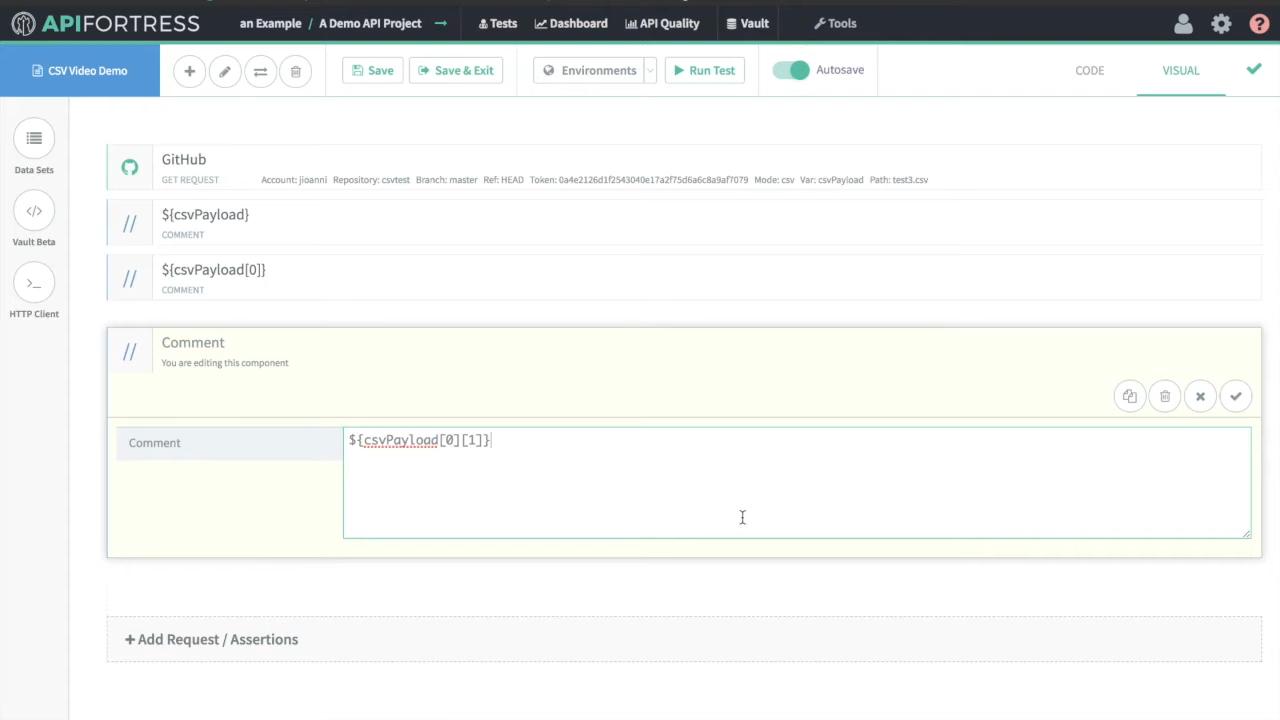 APIFORTRESS an Example / A Demo API Project → Tests Dashboard API Quality Vault Tools ?
CSV Video Demo Save Save & Exit Environments Run Test Autosave CODE VISUAL
Data Sets
Vault Beta
HTTP Client
GitHub
GET REQUEST Account: jioanni Repository: csvtest Branch: master Ref: HEAD Token: 0a4e2126d1f2543040e17a2f75d6a6c8a9af7079 Mode: csv Var: csvPayload Path: test3.csv
// ${csvPayload}
COMMENT
// ${csvPayload[0]}
COMMENT
// Comment
You are editing this component
Comment ${csvPayload[0][1]}
+ Add Request / Assertions